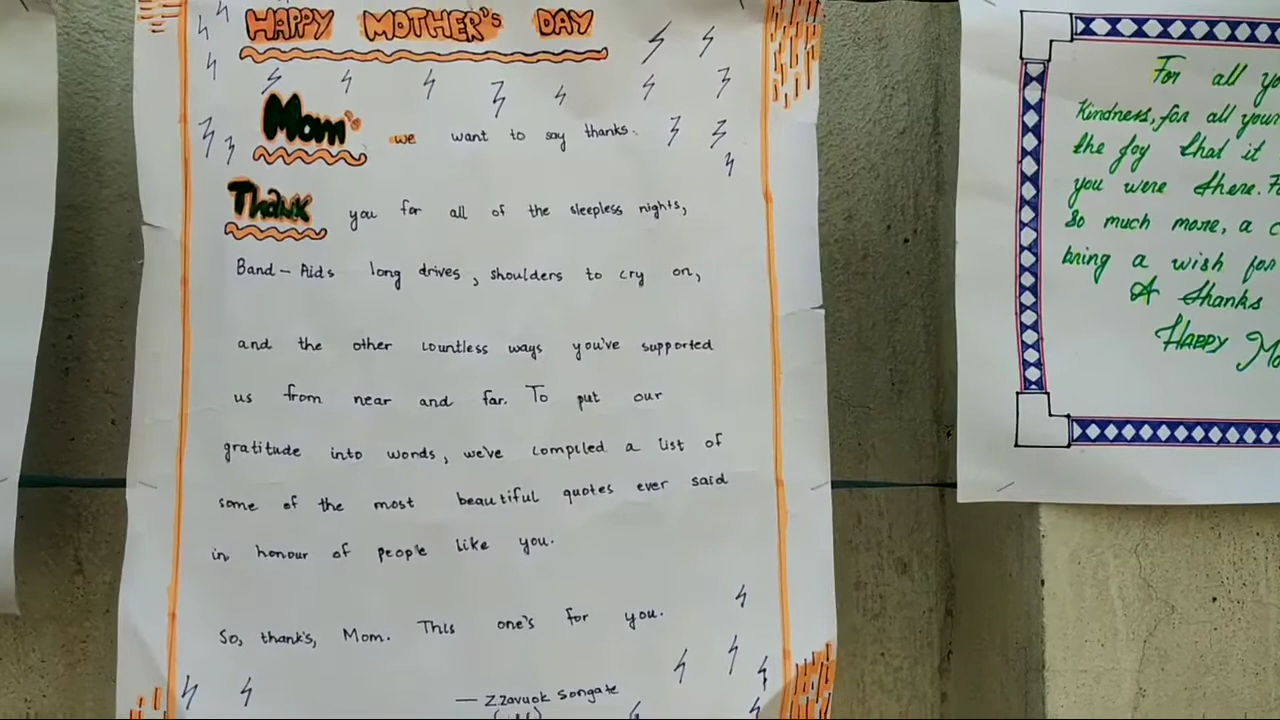 HAPPY MOTHER's DAY
Mom's we want to say thanks.
Thank you for all of the sleepless nights,
Band-Aids long drives, shoulders to cry on,
and the other countless ways you've supported
us from near and far. To put our
gratitude into words, we've compiled a list of
some of the most beautiful quotes ever said
in honour of people like you.
So, thank's, Mom. This one's for you.
— Zzavuok Songate
For all yo
Kindness, for all your
the joy that it
you were there. F
So much more, a c
bring a wish for
A thanks
Happy Mo